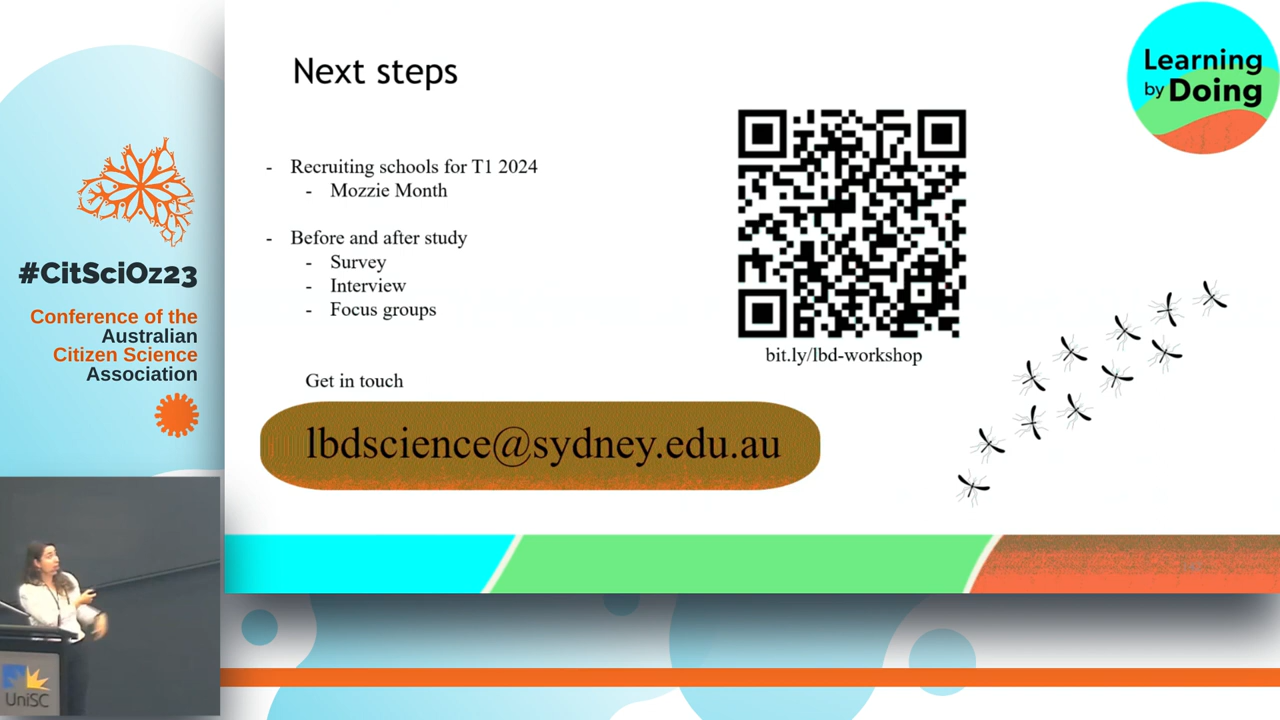 Next steps
Learning
by Doing
- Recruiting schools for T1 2024
- Mozzie Month
- Before and after study
- Survey
- Interview
- Focus groups
bit.ly/lbd-workshop
Get in touch
lbdscience@sydney.edu.au
#CitSciOz23
Conference of the
Australian
Citizen Science
Association
UniSC